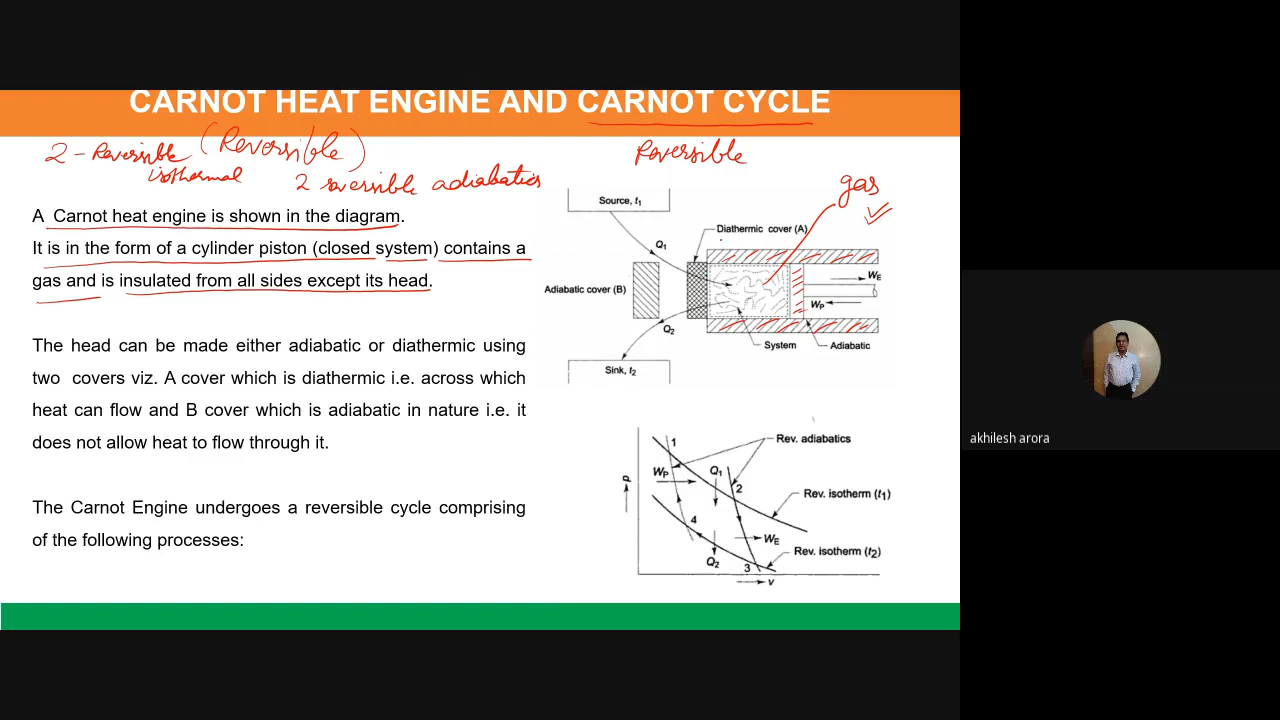 CARNOT HEAT ENGINE AND CARNOT CYCLE
2 - Reversible
isothermal
(Reversible)
2 reversible adiabatics
Reversible
gas
A Carnot heat engine is shown in the diagram.
It is in the form of a cylinder piston (closed system) contains a
gas and is insulated from all sides except its head.
The head can be made either adiabatic or diathermic using
two covers viz. A cover which is diathermic i.e. across which
heat can flow and B cover which is adiabatic in nature i.e. it
does not allow heat to flow through it.
The Carnot Engine undergoes a reversible cycle comprising
of the following processes:
Source, t₁
Diathermic cover (A)
Q₁
Adiabatic cover (B)
W_E
W_P
Q₂
System
Adiabatic
Sink, t₂
1
Rev. adiabatics
W_P
Q₁
2
p
Rev. isotherm (t₁)
4
W_E
Rev. isotherm (t₂)
Q₂
3
v
akhilesh arora